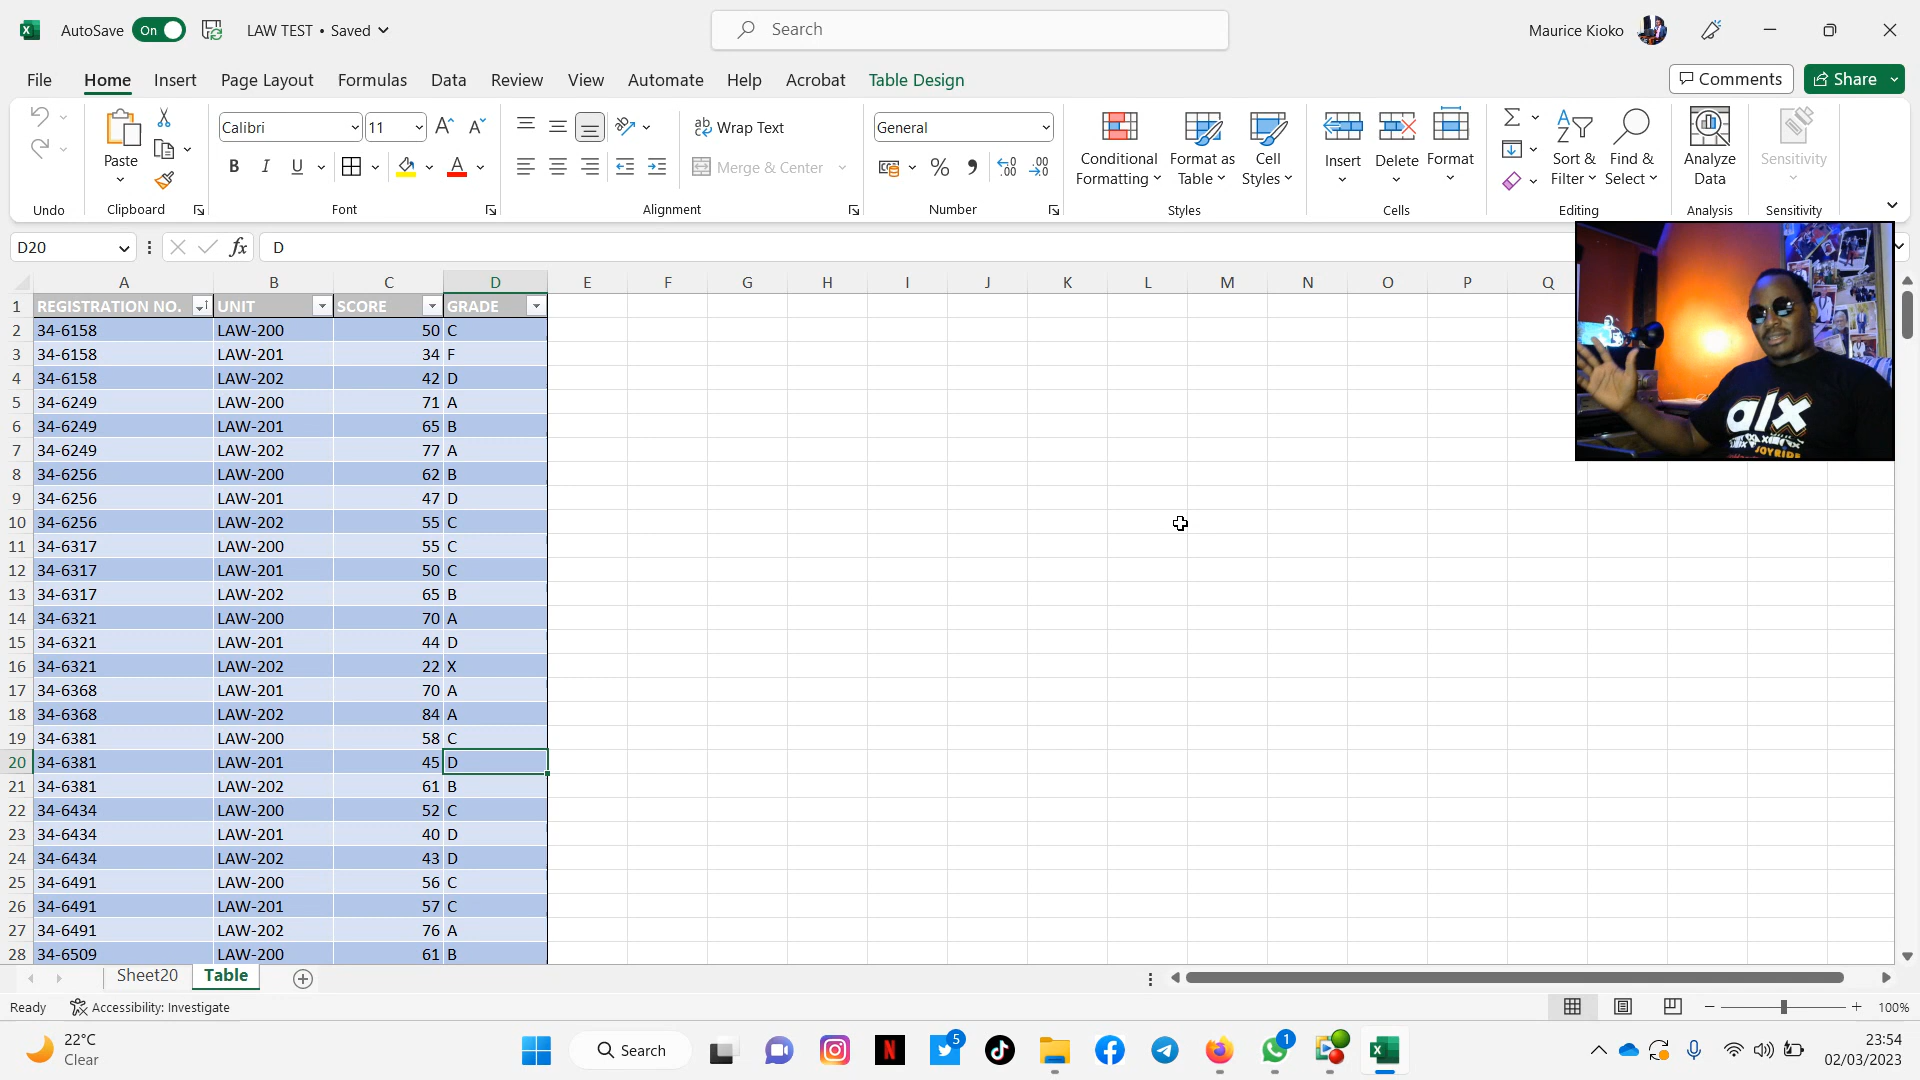 AutoSave On LAW TEST • Saved Search Maurice Kioko
File Home Insert Page Layout Formulas Data Review View Automate Help Acrobat Table Design Comments Share
Paste Calibri 11 B I U A Wrap Text Merge & Center General % Conditional Formatting Format as Table Cell Styles Insert Delete Format Sort & Filter Find & Select Analyze Data Sensitivity
Undo Clipboard Font Alignment Number Styles Cells Editing Analysis Sensitivity
D20 fx D
A B C D E F G H I J K L M N O P Q
1 REGISTRATION NO. UNIT SCORE GRADE
2 34-6158 LAW-200 50 C
3 34-6158 LAW-201 34 F
4 34-6158 LAW-202 42 D
5 34-6249 LAW-200 71 A
6 34-6249 LAW-201 65 B
7 34-6249 LAW-202 77 A
8 34-6256 LAW-200 62 B
9 34-6256 LAW-201 47 D
10 34-6256 LAW-202 55 C
11 34-6317 LAW-200 55 C
12 34-6317 LAW-201 50 C
13 34-6317 LAW-202 65 B
14 34-6321 LAW-200 70 A
15 34-6321 LAW-201 44 D
16 34-6321 LAW-202 22 X
17 34-6368 LAW-201 70 A
18 34-6368 LAW-202 84 A
19 34-6381 LAW-200 58 C
20 34-6381 LAW-201 45 D
21 34-6381 LAW-202 61 B
22 34-6434 LAW-200 52 C
23 34-6434 LAW-201 40 D
24 34-6434 LAW-202 43 D
25 34-6491 LAW-200 56 C
26 34-6491 LAW-201 57 C
27 34-6491 LAW-202 76 A
28 34-6509 LAW-200 61 B
alx
JOYRIDE
Sheet20 Table
Ready Accessibility: Investigate 100%
22°C
Clear
Search
5
1
23:54
02/03/2023